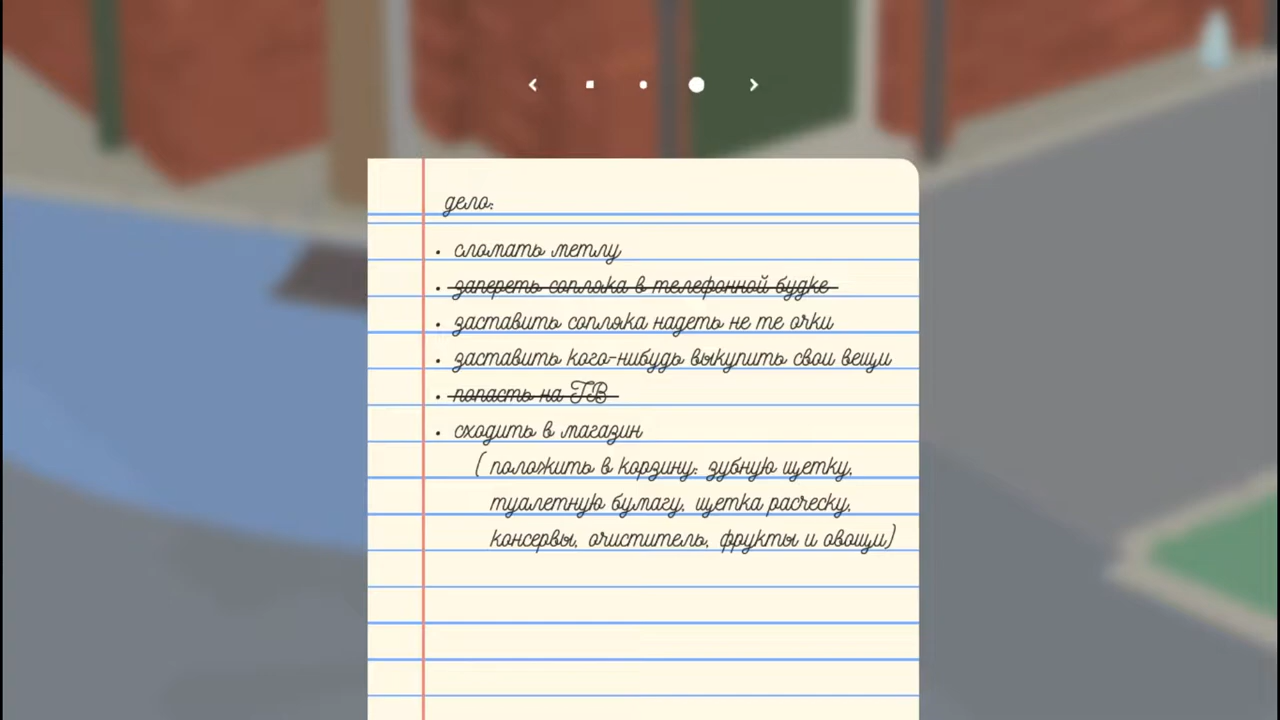 дело:
• сломать метлу
• запереть сопляка в телефонной будке
• заставить сопляка надеть не те очки
• заставить кого-нибудь выкупить свои вещи
• попасть на ТВ
• сходить в магазин
( положить в корзину: зубную щетку,
туалетную бумагу, щетка расческу,
консервы, очиститель, фрукты и овощи)